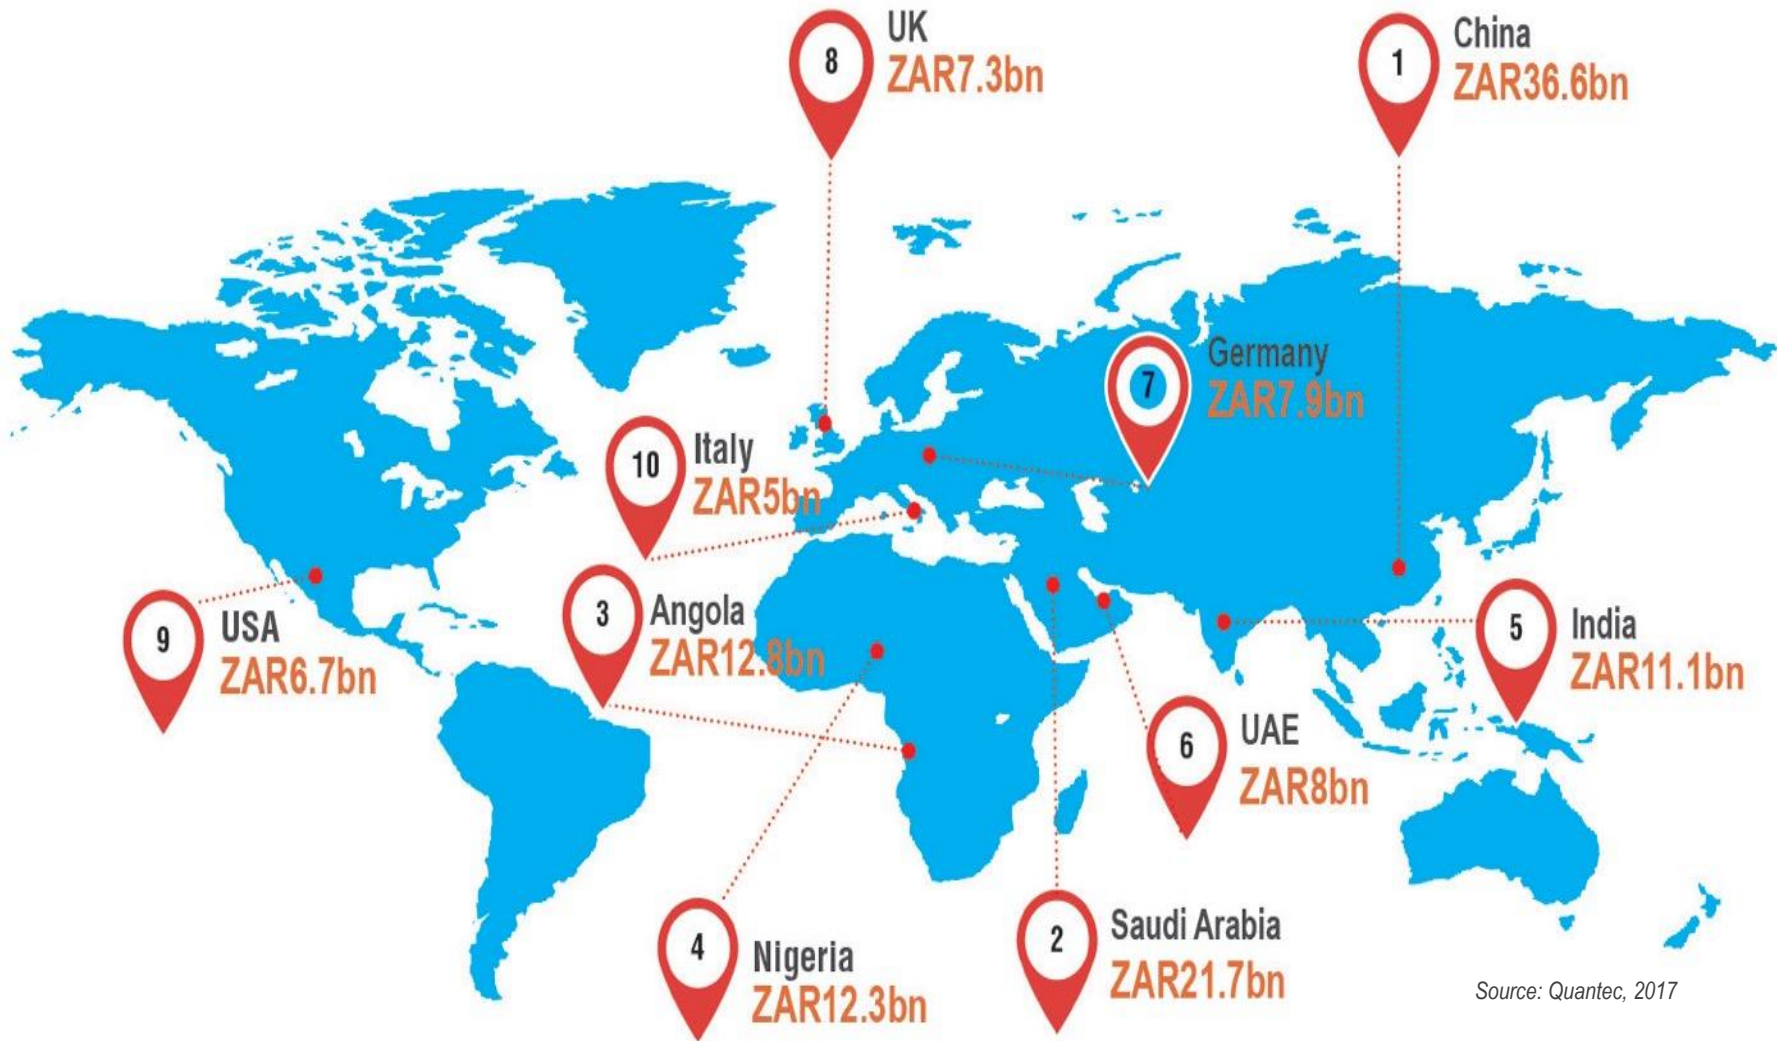 8
UK
ZAR7.3bn
1
China
ZAR36.6bn
7
Germany
ZAR7.9bn
10
Italy
ZAR5bn
9
USA
ZAR6.7bn
3
Angola
ZAR12.8bn
5
India
ZAR11.1bn
6
UAE
ZAR8bn
4
Nigeria
ZAR12.3bn
2
Saudi Arabia
ZAR21.7bn
Source: Quantec, 2017